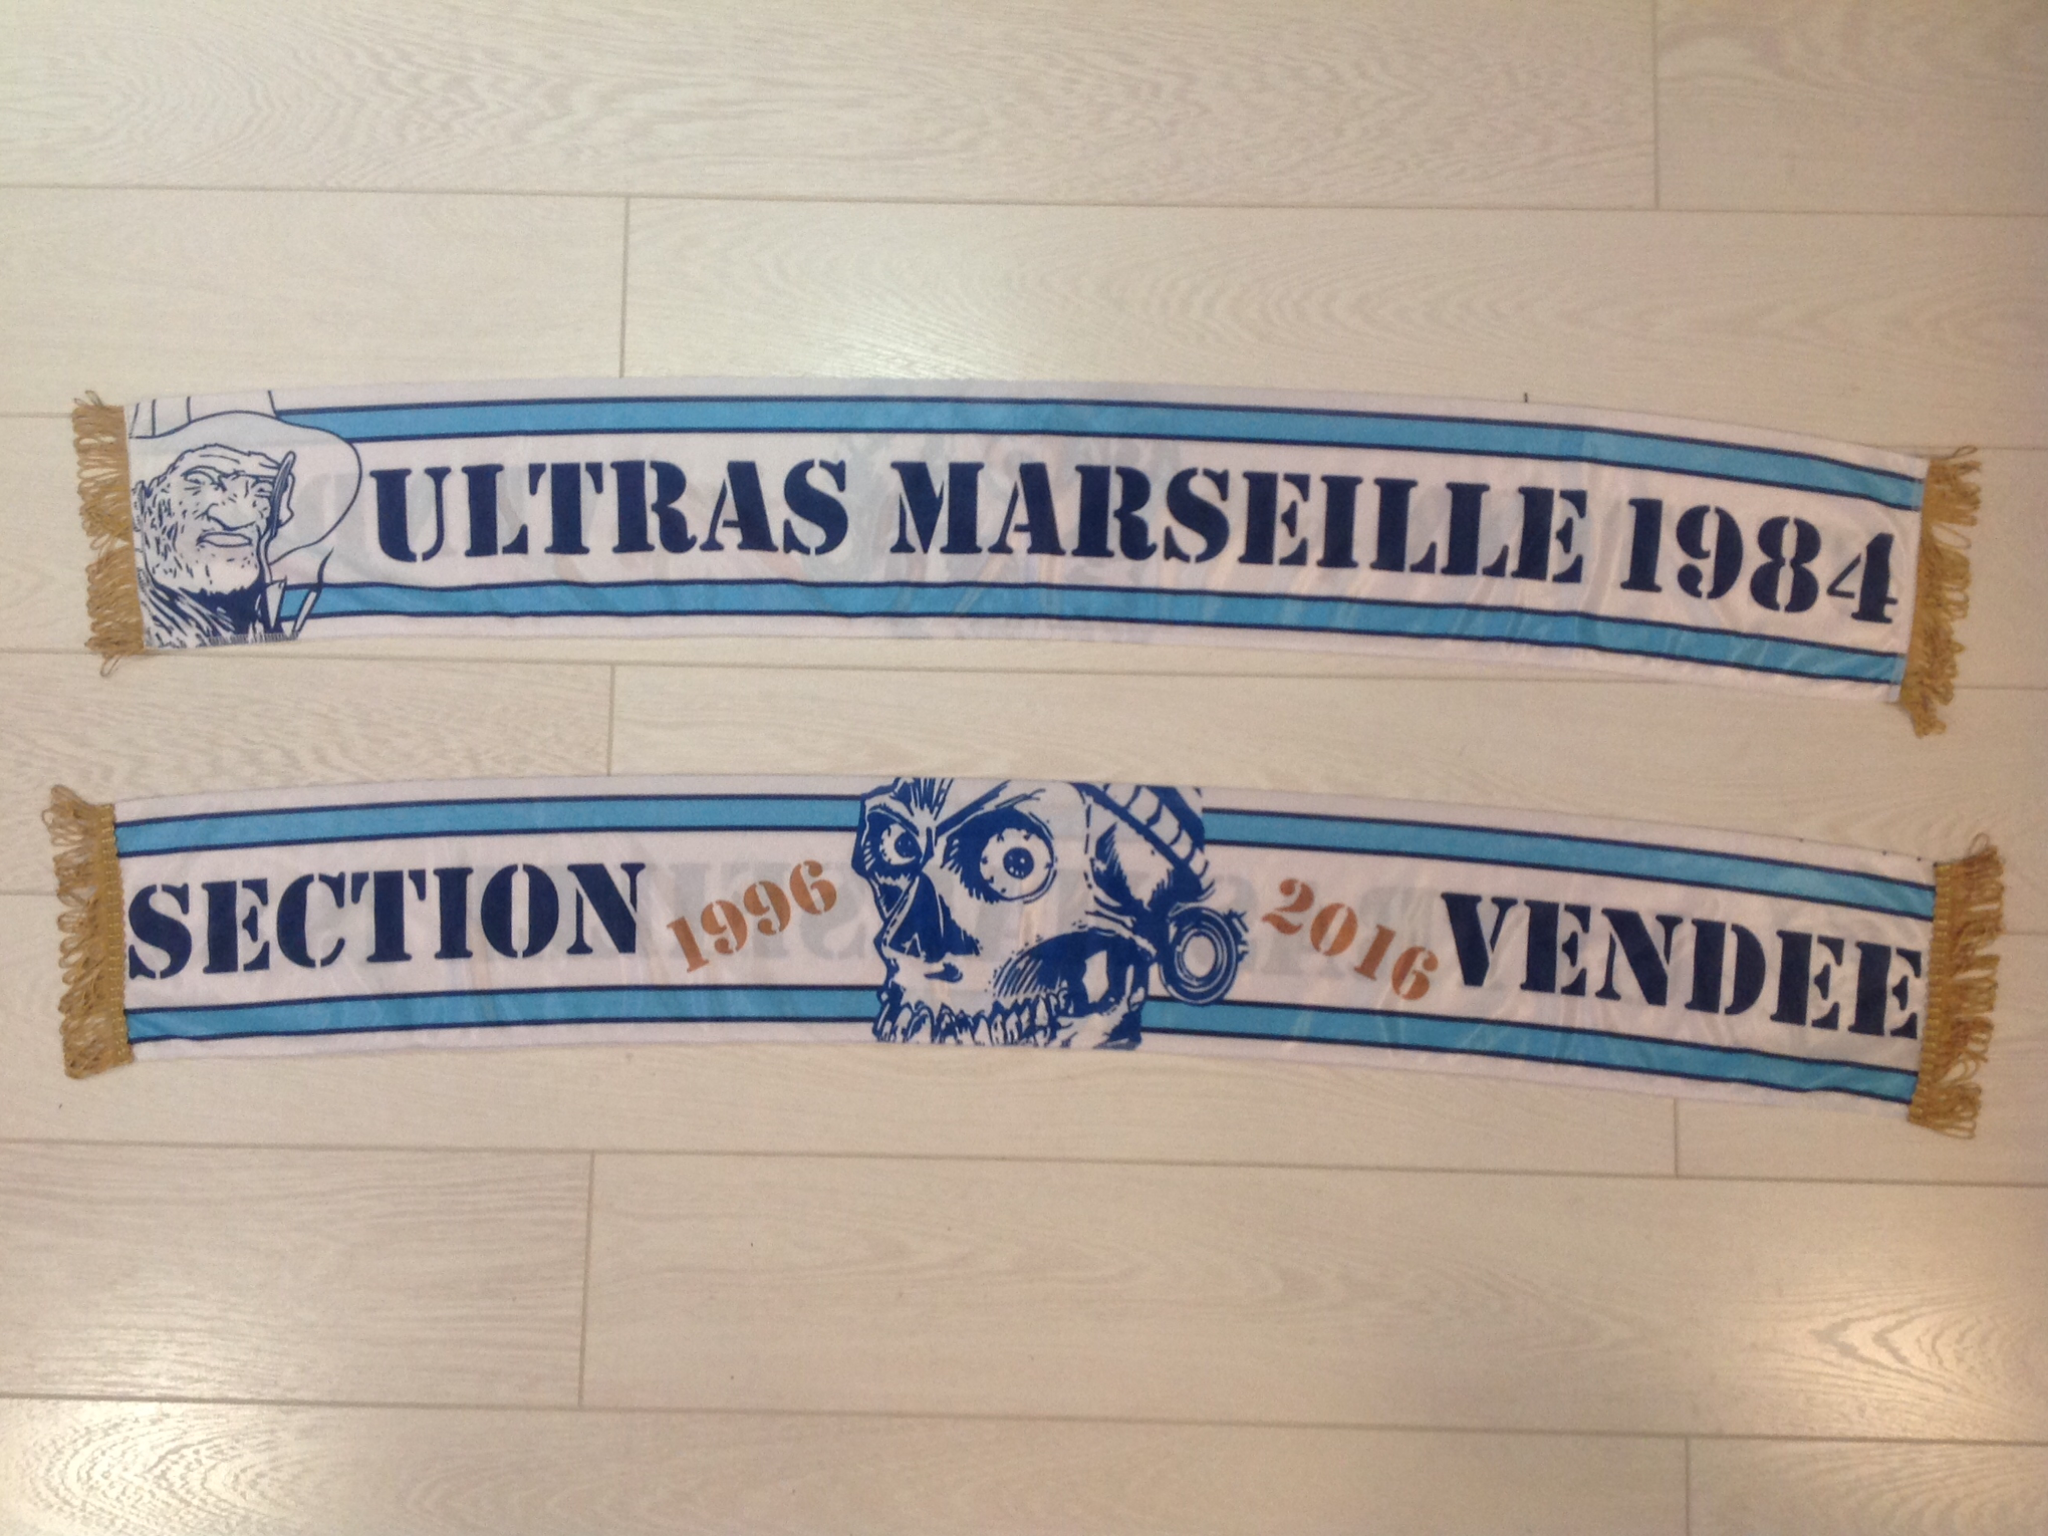 ULTRAS MARSEILLE 1984
SECTION 1996 2016 VENDEE